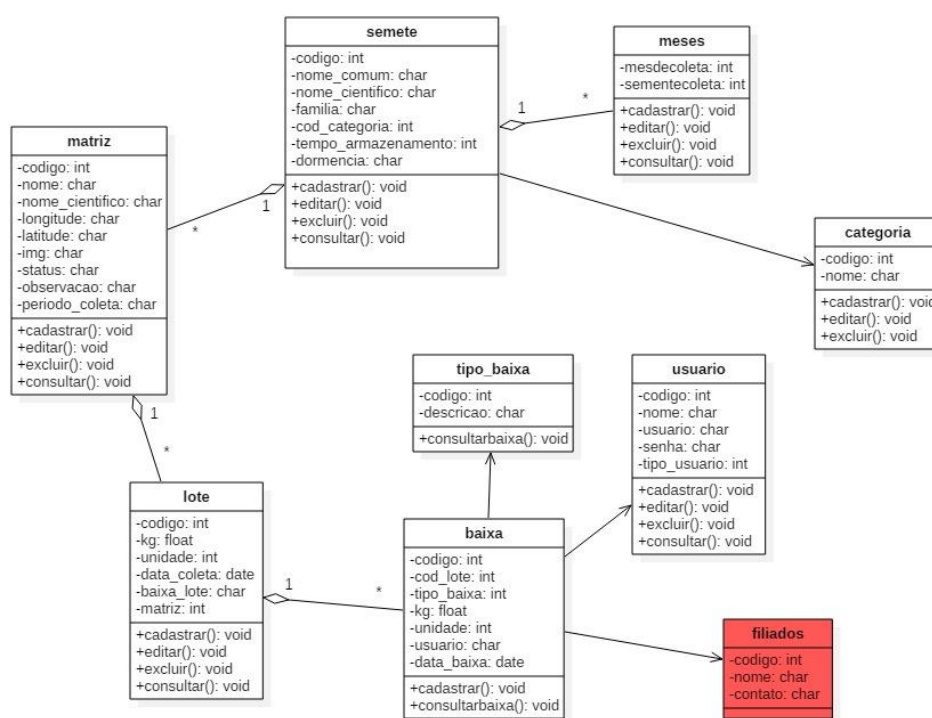 semete
-codigo: int
-nome_comum: char
-nome_cientifico: char
-familia: char
-cod_categoria: int
-tempo_armazenamento: int
-dormência: char
+cadastrar(): void
+editar(): void
+excluir(): void
+consultar(): void
meses
-mesdecoleta: int
-sementecoleta: int
+cadastrar(): void
+editar(): void
+excluir(): void
+consultar(): void
1
*
matriz
-codigo: int
-nome: char
-nome_cientifico: char
-longitude: char
-latitude: char
-img: char
-status: char
-observacao: char
-periodo_coleta: char
+cadastrar(): void
+editar(): void
+excluir(): void
+consultar(): void
1
*
categoria
-codigo: int
-nome: char
+cadastrar(): void
+editar(): void
+excluir(): void
tipo_baixa
-codigo: int
-descricao: char
+consultarbaixa(): void
usuario
-codigo: int
-nome: char
-usuario: char
-senha: char
-tipo_usuario: int
+cadastrar(): void
+editar(): void
+excluir(): void
+consultar(): void
1
*
lote
-codigo: int
-kg: float
-unidade: int
-data_coleta: date
-baixa_lote: char
-matriz: int
+cadastrar(): void
+editar(): void
+excluir(): void
+consultar(): void
1
*
baixa
-codigo: int
-cod_lote: int
-tipo_baixa: int
-kg: float
-unidade: int
-usuario: char
-data_baixa: date
+cadastrar(): void
+consultarbaixa(): void
filiados
-codigo: int
-nome: char
-contato: char